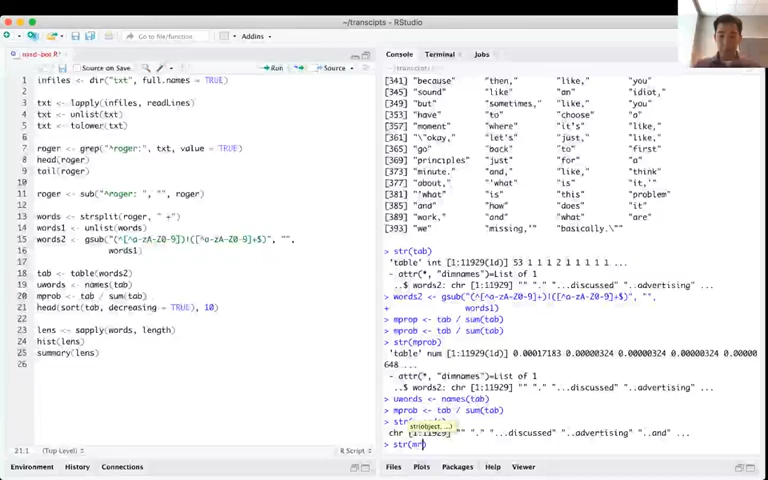 ~/transcipts - RStudio
Go to file/function
Addins
nerd-bot.R*
Source on Save
Run
Source
1 infiles <- dir("txt", full.names = TRUE)
2
3 txt <- lapply(infiles, readLines)
4 txt <- unlist(txt)
5 txt <- tolower(txt)
6
7 roger <- grep("^roger:", txt, value = TRUE)
8 head(roger)
9 tail(roger)
10
11 roger <- sub("^roger: ", "", roger)
12
13 words <- strsplit(roger, " +")
14 words1 <- unlist(words)
15 words2 <- gsub("(^[^a-zA-Z0-9])!([^a-zA-Z0-9]+$)", "",
16 words1)
17
18 tab <- table(words2)
19 uwords <- names(tab)
20 mprob <- tab / sum(tab)
21 head(sort(tab, decreasing = TRUE), 10)
22
23 lens <- sapply(words, length)
24 hist(lens)
25 summary(lens)
26
21:1 (Top Level) R Script
Environment History Connections
Console Terminal Jobs
[341] "because" "then," "like," "you"
[345] "sound" "like" "an" "idiot,"
[349] "but" "sometimes," "like," "you"
[353] "have" "to" "choose" "a"
[357] "moment" "where" "it's" "like,"
[361] "\"okay," "let's" "just," "like,"
[365] "go" "back" "to" "first"
[369] "principles" "just" "for" "a"
[373] "minute." "and," "like," "think"
[377] "about," "'what" "is" "it,'"
[381] "'what" "is" "this" "problem"
[385] "and" "how" "does" "it"
[389] "work," "and" "what" "are"
[393] "we" "missing,'" "basically.\""
> str(tab)
'table' int [1:11929(1d)] 53 1 1 1 2 1 1 1 1 1 ...
- attr(*, "dimnames")=List of 1
..$ words2: chr [1:11929] "" "." "...discussed" "..advertising" ...
> words2 <- gsub("(^[^a-zA-Z0-9]+)!([^a-zA-Z0-9]+$)", "",
+ words1)
> mprop <- tab / sum(tab)
> mprob <- tab / sum(tab)
> str(mprob)
'table' num [1:11929(1d)] 0.00017183 0.00000324 0.00000324 0.00000324 0.00000
648 ...
- attr(*, "dimnames")=List of 1
..$ words2: chr [1:11929] "" "." "...discussed" "..advertising" ...
> uwords <- names(tab)
> mprob <- tab / sum(tab)
str(object, ...)
chr [1:11929] "" "." "...discussed" "..advertising" "..and" ...
> str(mr)
Files Plots Packages Help Viewer